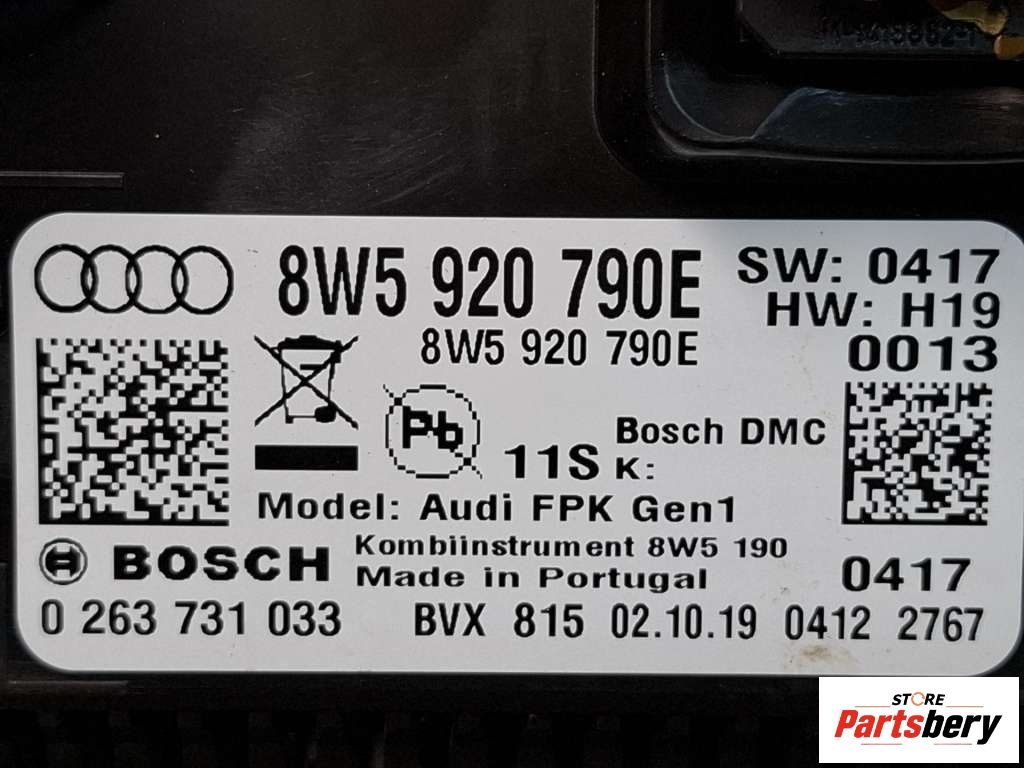 8W5 920 790E
SW: 0417
HW: H19
8W5 920 790E
0013
Pb
Bosch DMC
11S K:
Model: Audi FPK Gen1
BOSCH
Kombiinstrument 8W5 190
Made in Portugal
0417
0 263 731 033
BVX 815 02.10.19 0412 2767
STORE
Partsbery